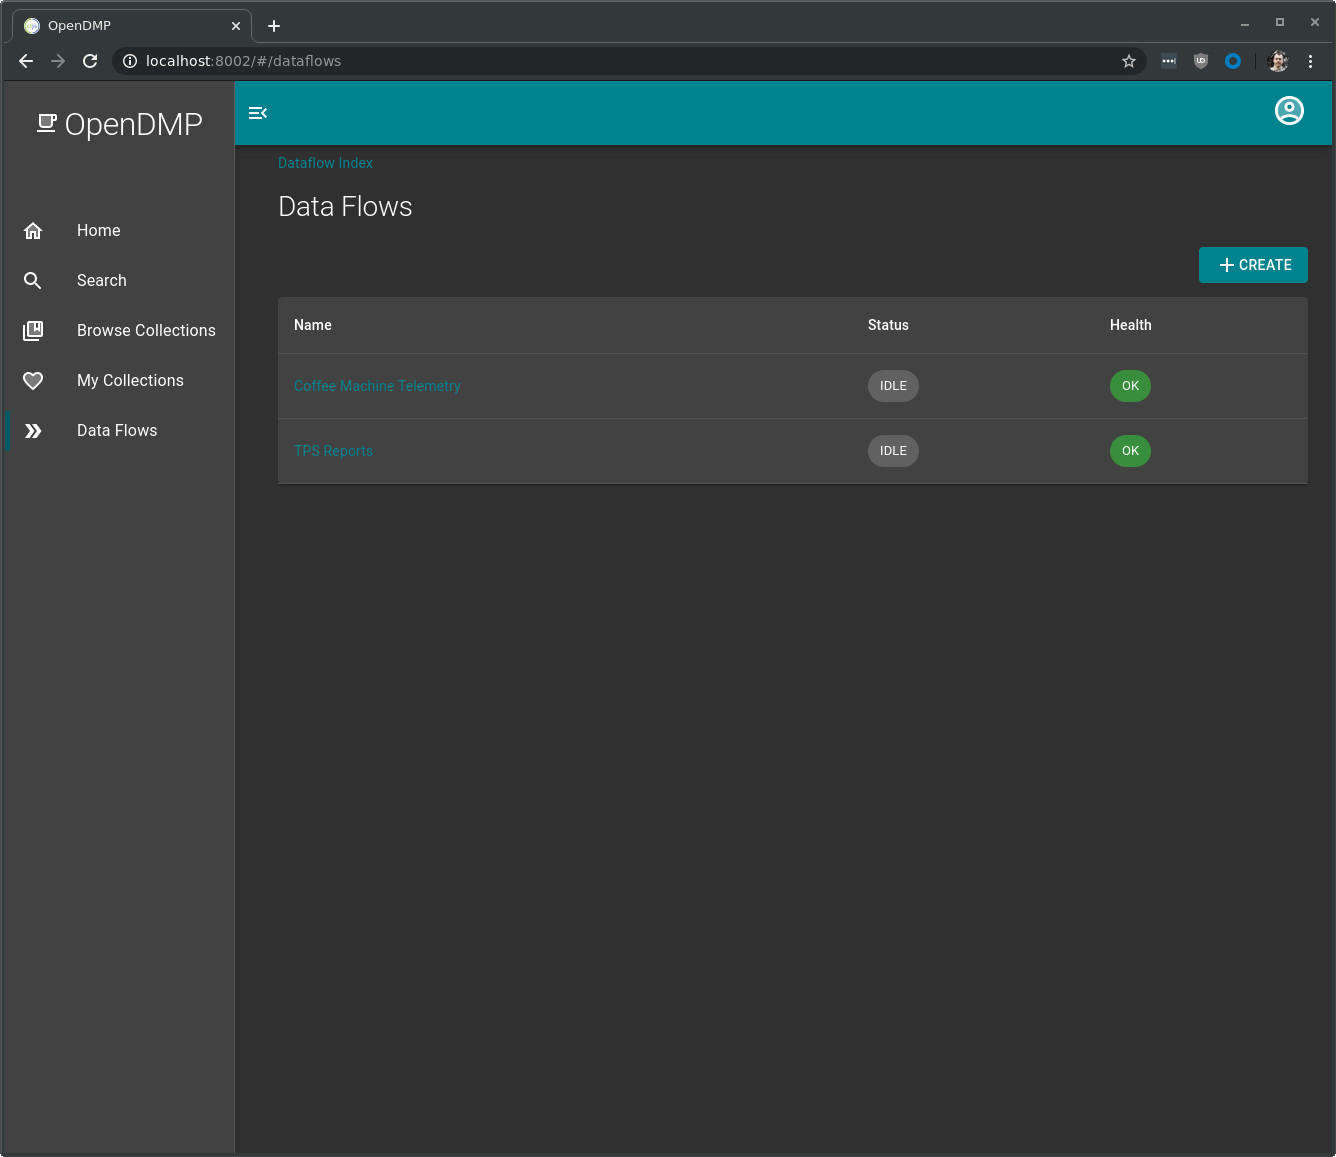 OpenDMP
localhost:8002/#/dataflows
OpenDMP
Home
Search
Browse Collections
My Collections
Data Flows
Dataflow Index
Data Flows
CREATE
Name Status Health
Coffee Machine Telemetry IDLE OK
TPS Reports IDLE OK